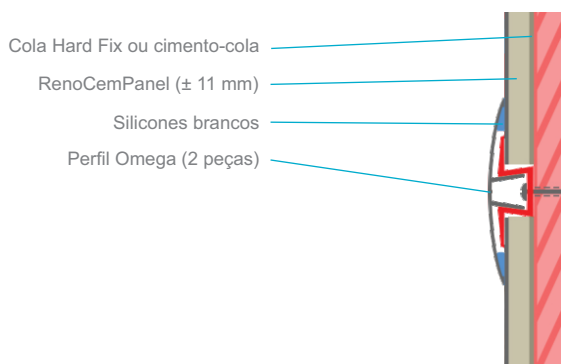 Cola Hard Fix ou cimento-cola
RenoCemPanel (± 11 mm)
Silicones brancos
Perfil Omega (2 peças)